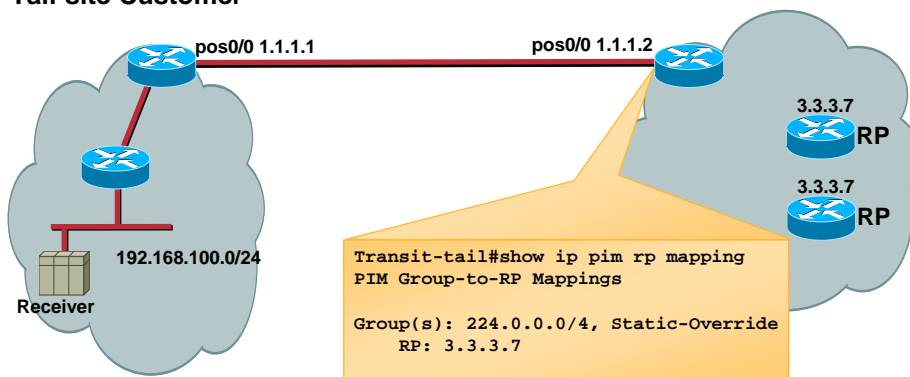 Tail-site Customer
pos0/0 1.1.1.1
pos0/0 1.1.1.2
3.3.3.7
RP
3.3.3.7
RP
192.168.100.0/24
Receiver
Transit-tail#show ip pim rp mapping
PIM Group-to-RP Mappings
Group(s): 224.0.0.0/4, Static-Override
RP: 3.3.3.7